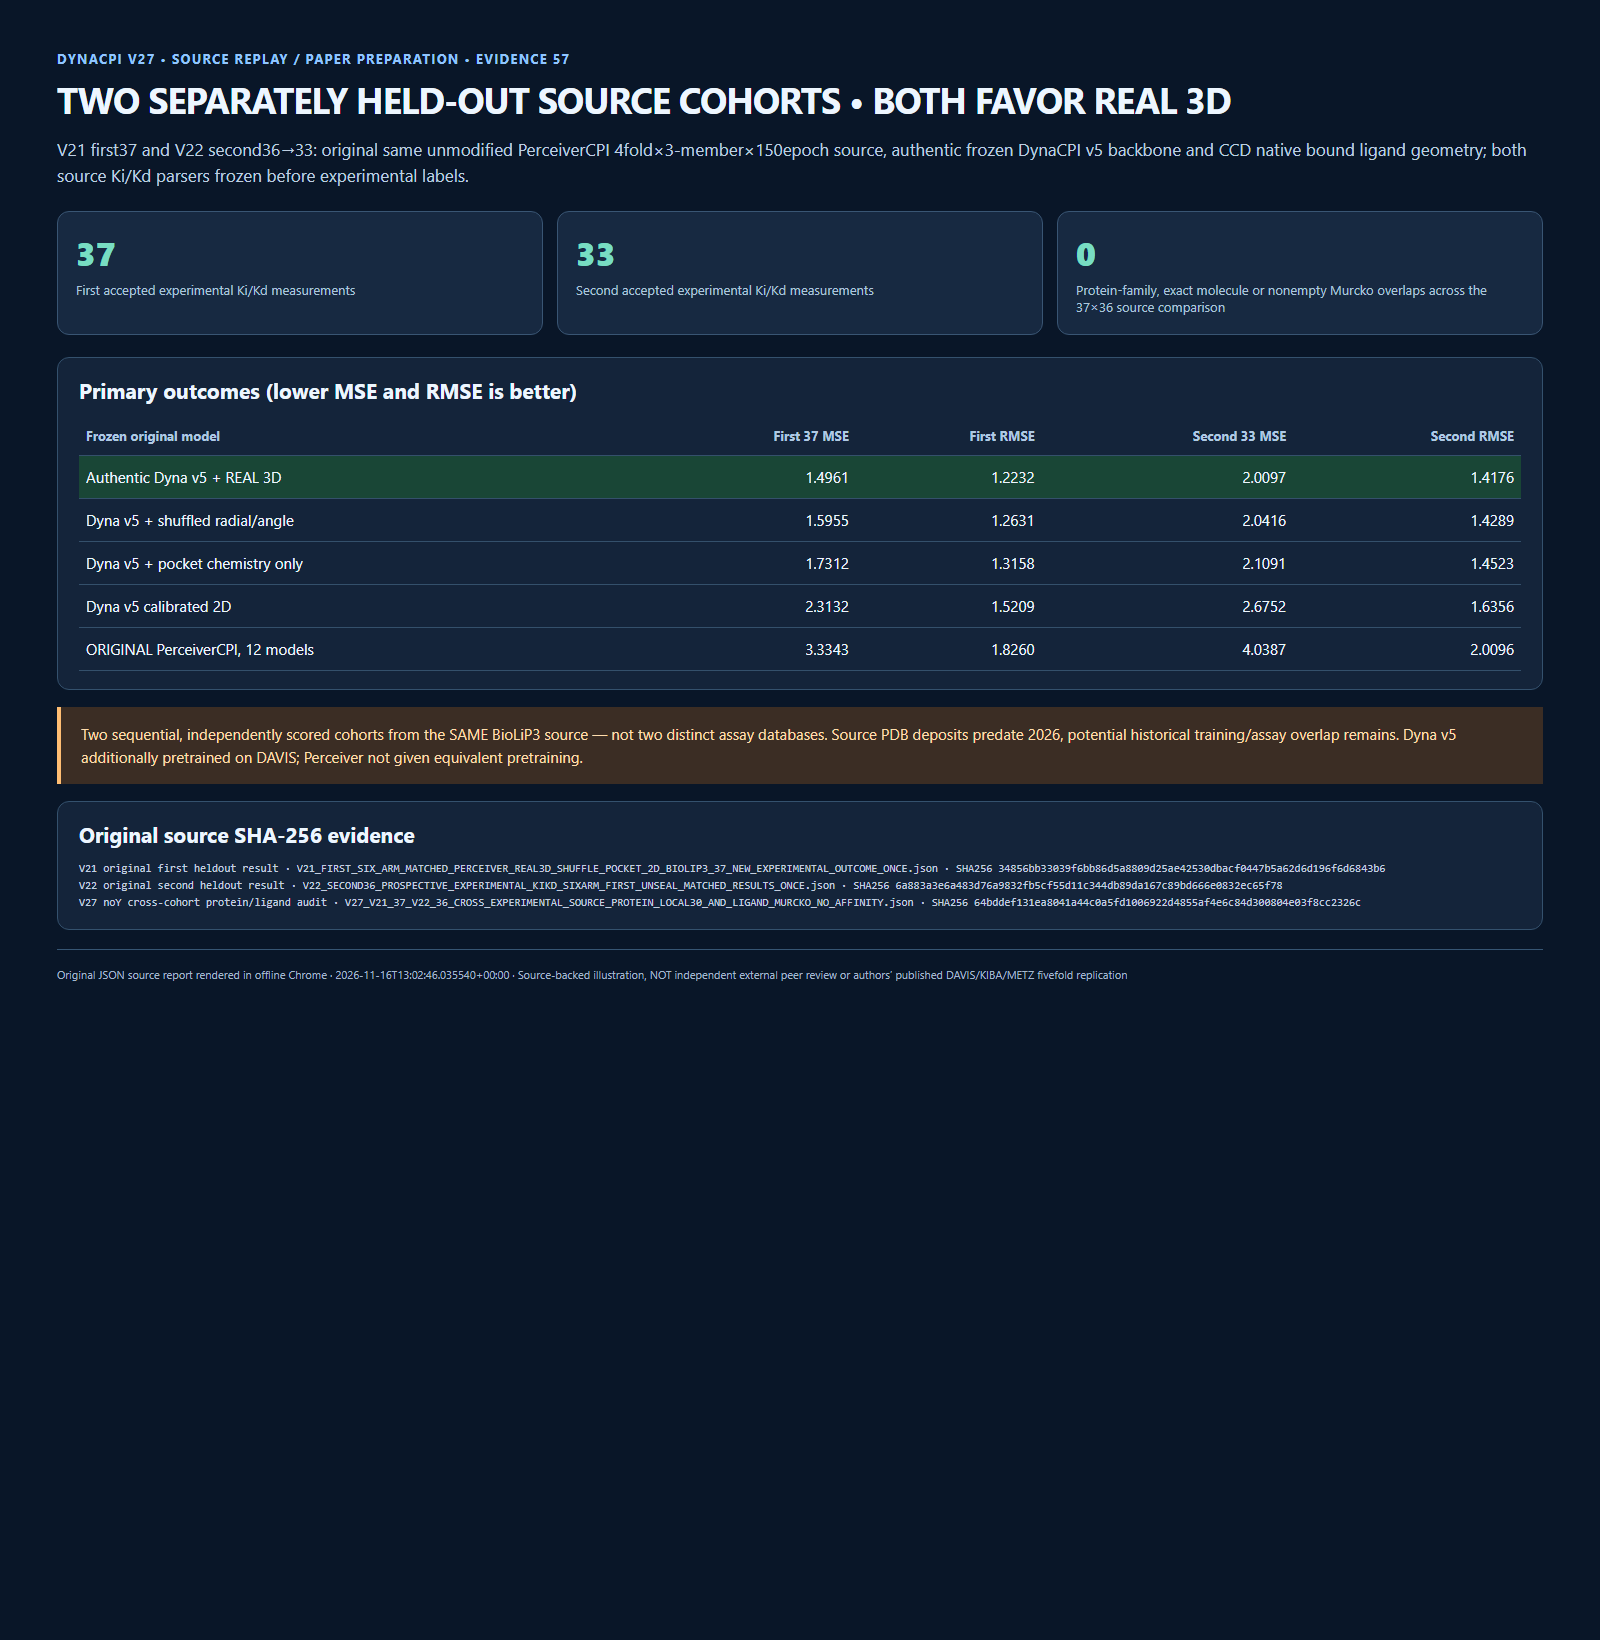 DYNACPI V27 • SOURCE REPLAY / PAPER PREPARATION • EVIDENCE 57
TWO SEPARATELY HELD-OUT SOURCE COHORTS • BOTH FAVOR REAL 3D
V21 first37 and V22 second36→33: original same unmodified PerceiverCPI 4fold×3-member×150epoch source, authentic frozen DynaCPI v5 backbone and CCD native bound ligand geometry; both
source Ki/Kd parsers frozen before experimental labels.
37
First accepted experimental Ki/Kd measurements
33
Second accepted experimental Ki/Kd measurements
0
Protein-family, exact molecule or nonempty Murcko overlaps across the
37×36 source comparison
Primary outcomes (lower MSE and RMSE is better)
Frozen original model First 37 MSE First RMSE Second 33 MSE Second RMSE
Authentic Dyna v5 + REAL 3D 1.4961 1.2232 2.0097 1.4176
Dyna v5 + shuffled radial/angle 1.5955 1.2631 2.0416 1.4289
Dyna v5 + pocket chemistry only 1.7312 1.3158 2.1091 1.4523
Dyna v5 calibrated 2D 2.3132 1.5209 2.6752 1.6356
ORIGINAL PerceiverCPI, 12 models 3.3343 1.8260 4.0387 2.0096
Two sequential, independently scored cohorts from the SAME BioLiP3 source — not two distinct assay databases. Source PDB deposits predate 2026, potential historical training/assay overlap remains. Dyna v5
additionally pretrained on DAVIS; Perceiver not given equivalent pretraining.
Original source SHA-256 evidence
V21 original first heldout result · V21_FIRST_SIX_ARM_MATCHED_PERCEIVER_REAL3D_SHUFFLE_POCKET_2D_BIOLIP3_37_NEW_EXPERIMENTAL_OUTCOME_ONCE.json · SHA256 34856bb33039f6bb86d5a8809d25ae42530dbacf0447b5a62d6d196f6d6843b6
V22 original second heldout result · V22_SECOND36_PROSPECTIVE_EXPERIMENTAL_KIKD_SIXARM_FIRST_UNSEAL_MATCHED_RESULTS_ONCE.json · SHA256 6a883a3e6a483d76a9832fb5cf55d11c344db89da167c89bd666e0832ec65f78
V27 noY cross-cohort protein/ligand audit · V27_V21_37_V22_36_CROSS_EXPERIMENTAL_SOURCE_PROTEIN_LOCAL30_AND_LIGAND_MURCKO_NO_AFFINITY.json · SHA256 64bddef131ea8041a44c0a5fd1006922d4855af4e6c84d300804e03f8cc2326c
Original JSON source report rendered in offline Chrome · 2026-11-16T13:02:46.035540+00:00 · Source-backed illustration, NOT independent external peer review or authors' published DAVIS/KIBA/METZ fivefold replication